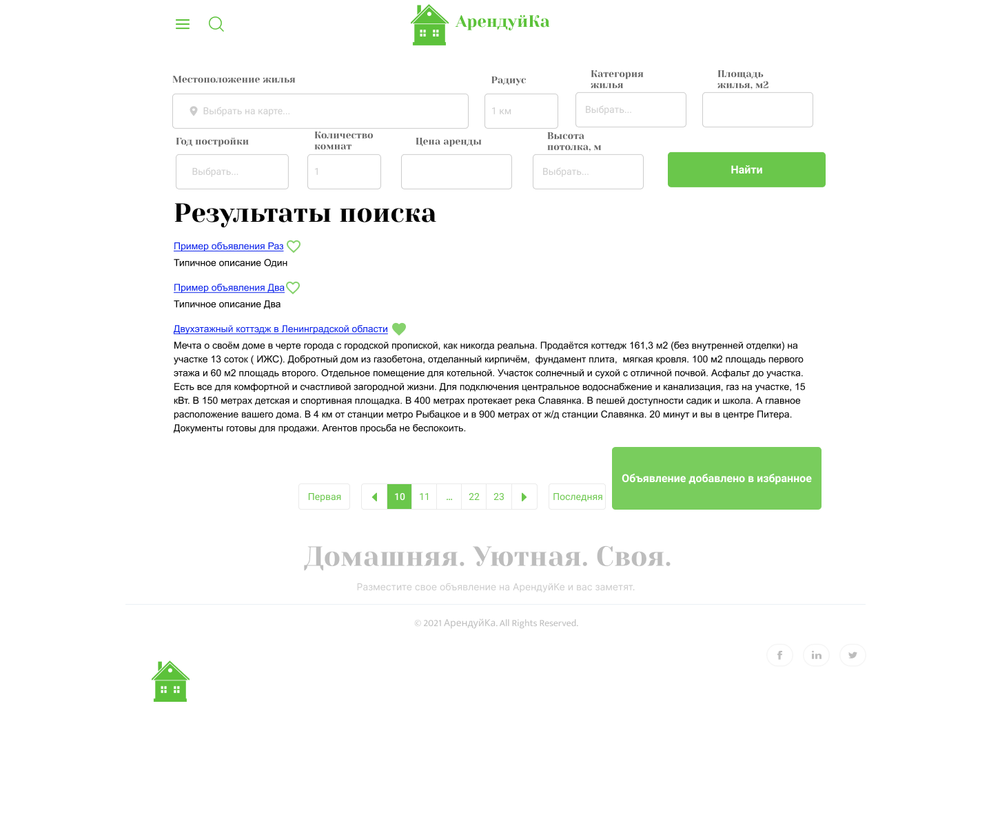 АрендуйКа
Местоположение жилья
Радиус
Категория
жилья
Площадь
жилья, м2
Выбрать на карте...
1 км
Выбрать...
Год постройки
Количество
комнат
Цена аренды
Высота
потолка, м
Выбрать...
1
Выбрать...
Найти
Результаты поиска
Пример объявления Раз
Типичное описание Один
Пример объявления Два
Типичное описание Два
Двухэтажный коттэдж в Ленинградской области
Мечта о своём доме в черте города с городской пропиской, как никогда реальна. Продаётся коттедж 161,3 м2 (без внутренней отделки) на
участке 13 соток ( ИЖС). Добротный дом из газобетона, отделанный кирпичём,  фундамент плита,  мягкая кровля. 100 м2 площадь первого
этажа и 60 м2 площадь второго. Отдельное помещение для котельной. Участок солнечный и сухой с отличной почвой. Асфальт до участка.
Есть все для комфортной и счастливой загородной жизни. Для подключения центральное водоснабжение и канализация, газ на участке, 15
кВт. В 150 метрах детская и спортивная площадка. В 400 метрах протекает река Славянка. В пешей доступности садик и школа. А главное
расположение вашего дома. В 4 км от станции метро Рыбацкое и в 900 метрах от ж/д станции Славянка. 20 минут и вы в центре Питера.
Документы готовы для продажи. Агентов просьба не беспокоить.
Объявление добавлено в избранное
Первая
10
11
...
22
23
Последняя
Домашняя. Уютная. Своя.
Разместите свое объявление на АрендуйКе и вас заметят.
© 2021 АрендуйКа. All Rights Reserved.